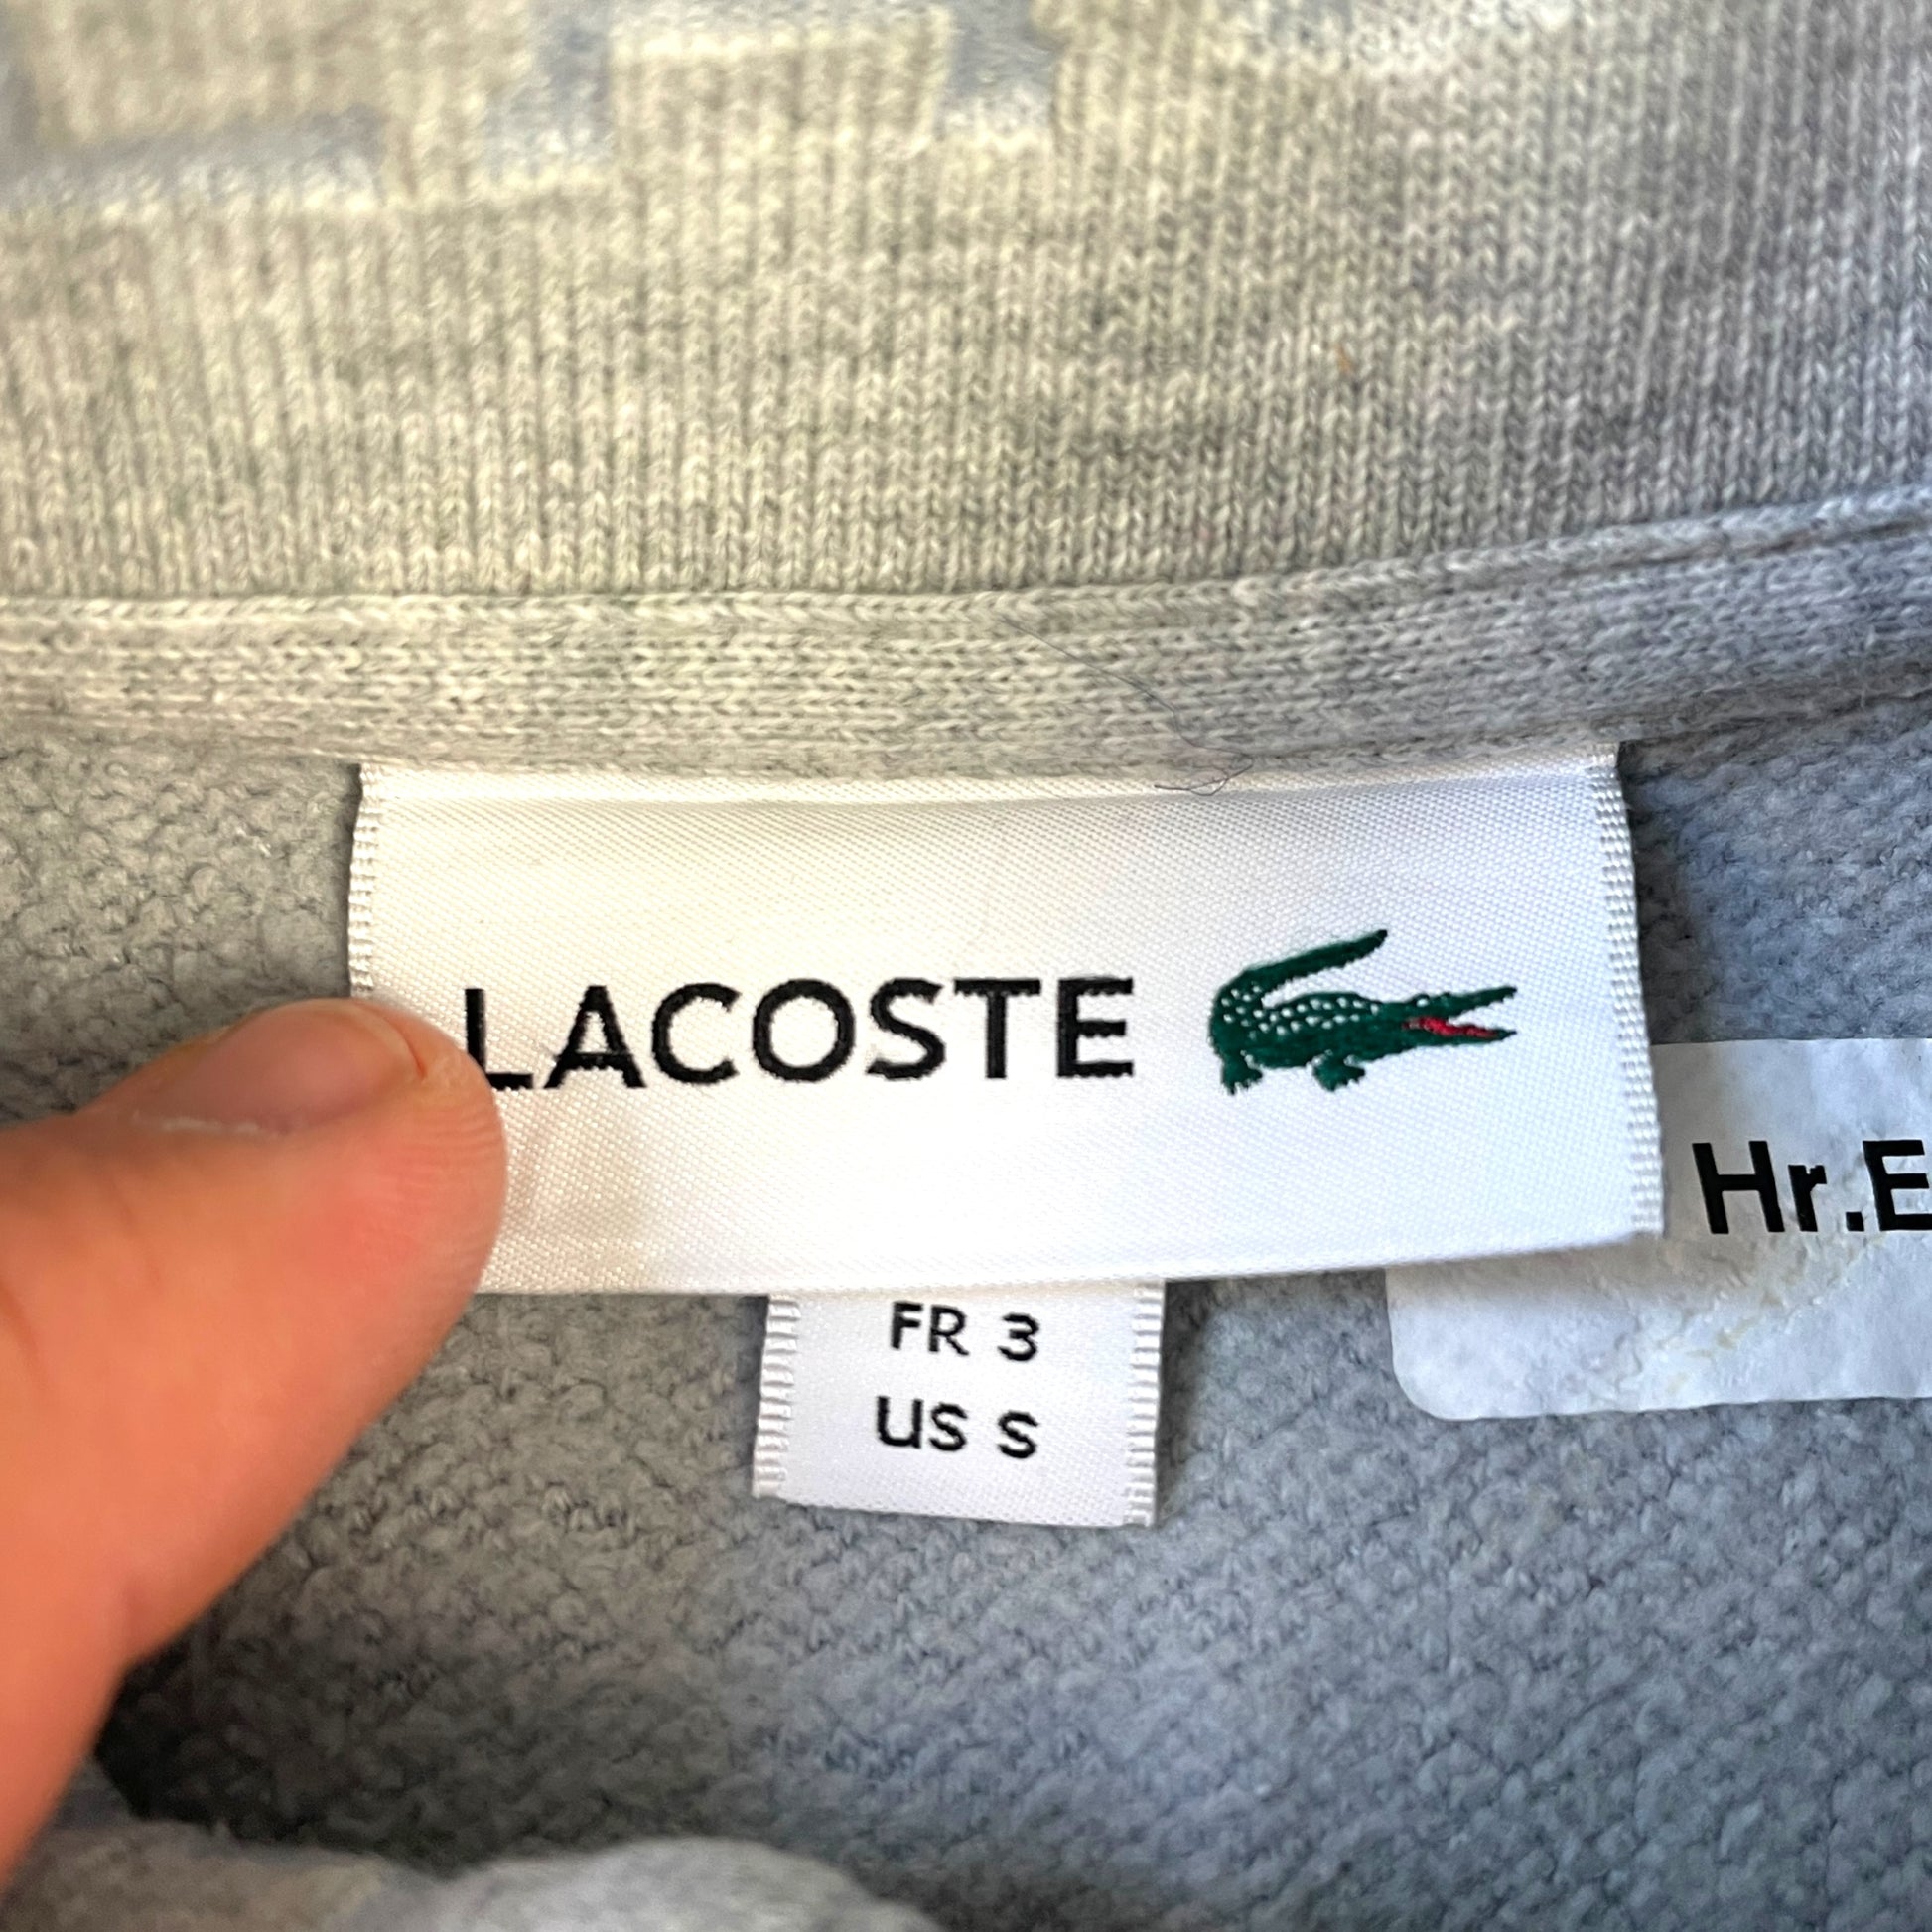 LACOSTE
Hr.E
FR 3
US S